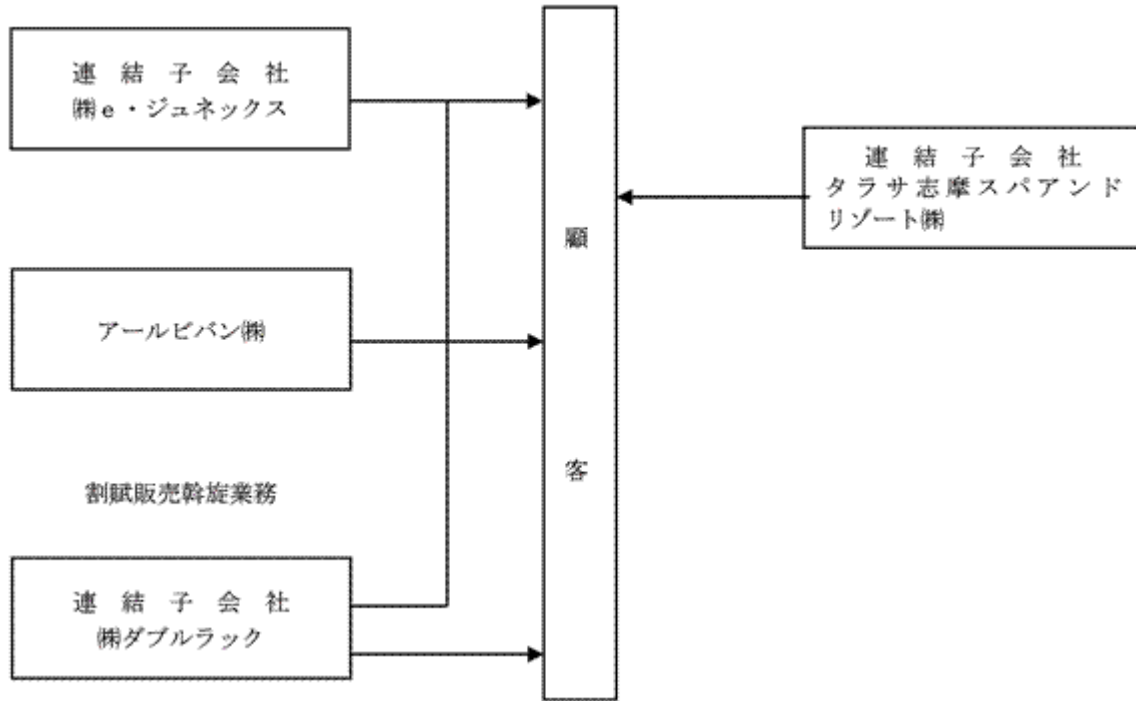 連結子会社
㈱ｅ・ジュネックス
連結子会社
タラサ志摩スパアンド
リゾート㈱
顧客
アールビバン㈱
割賦販売斡旋業務
連結子会社
㈱ダブルラック